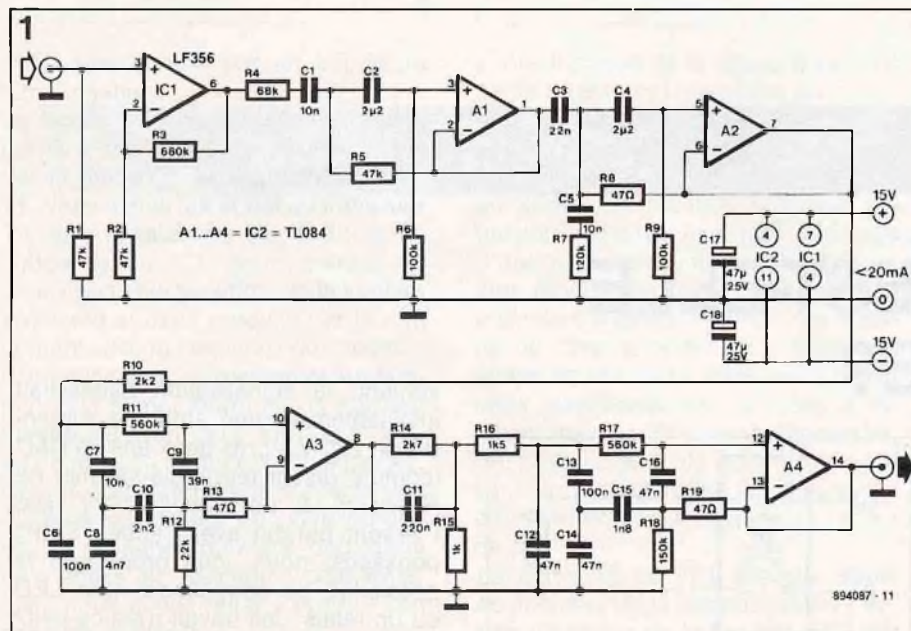 1
LF356
3
+
IC1
6
2
−
R4
68k
C1
10n
C2
2µ2
R3
680k
R5
47k
3
+
A1
1
2
−
C3
22n
C4
2µ2
5
+
A2
7
6
−
R8
47Ω
C5
10n
R1
47k
R2
47k
A1...A4 = IC2 = TL084
R6
100k
R7
120k
R9
100k
C17
47µ
25V
C18
47µ
25V
4
7
IC2
IC1
11
4
15V
+
<20mA
0
15V
−
R10
2k2
R11
560k
C7
10n
C9
39n
C10
2n2
R12
2.2k
R13
47Ω
C6
100n
C8
4n7
10
+
A3
8
9
−
R14
2k7
C11
220n
R15
1k
R16
1k5
R17
560k
C13
100n
C16
47n
C15
1n8
R18
150k
R19
47Ω
C12
47n
C14
47n
12
+
A4
14
13
−
894087 - 11